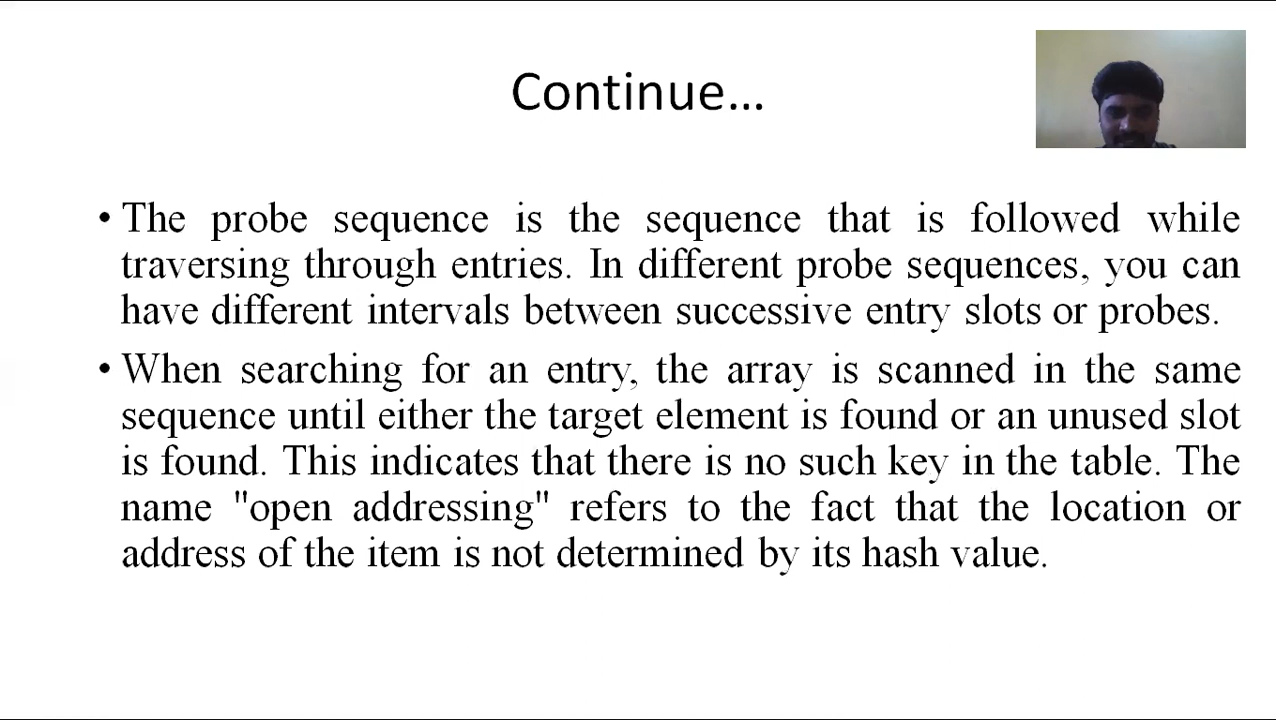 Continue…
• The probe sequence is the sequence that is followed while
traversing through entries. In different probe sequences, you can
have different intervals between successive entry slots or probes.
• When searching for an entry, the array is scanned in the same
sequence until either the target element is found or an unused slot
is found. This indicates that there is no such key in the table. The
name "open addressing" refers to the fact that the location or
address of the item is not determined by its hash value.